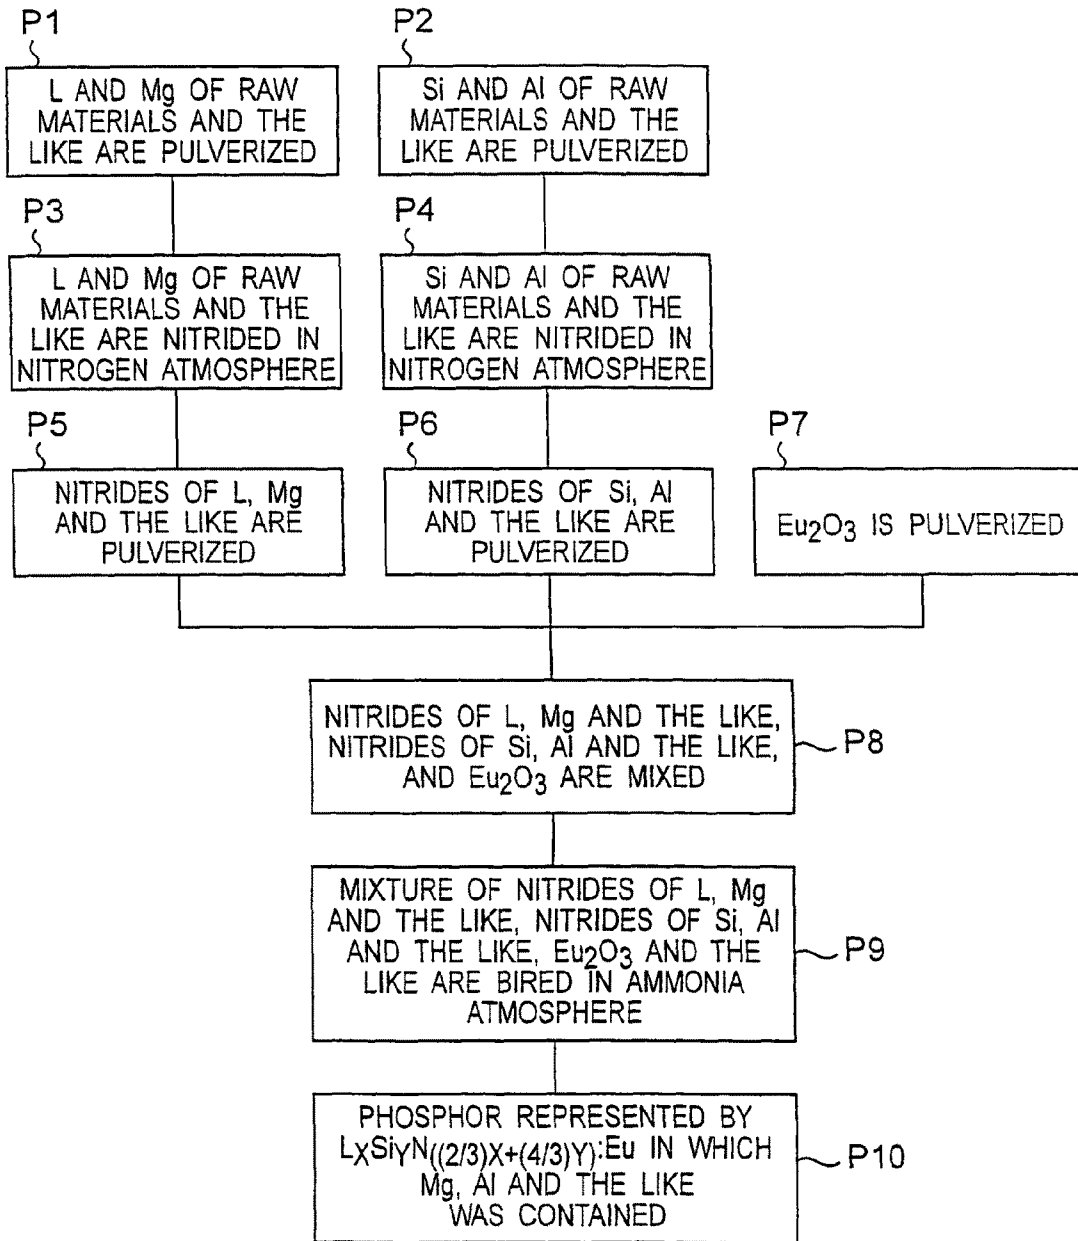 P1
L AND Mg OF RAW
MATERIALS AND THE
LIKE ARE PULVERIZED
P2
Si AND Al OF RAW
MATERIALS AND THE
LIKE ARE PULVERIZED
P3
L AND Mg OF RAW
MATERIALS AND THE
LIKE ARE NITRIDED IN
NITROGEN ATMOSPHERE
P4
Si AND Al OF RAW
MATERIALS AND THE
LIKE ARE NITRIDED IN
NITROGEN ATMOSPHERE
P5
NITRIDES OF L, Mg
AND THE LIKE ARE
PULVERIZED
P6
NITRIDES OF Si, Al
AND THE LIKE ARE
PULVERIZED
P7
Eu2O3 IS PULVERIZED
NITRIDES OF L, Mg AND THE LIKE,
NITRIDES OF Si, Al AND THE LIKE,
AND Eu2O3 ARE MIXED
P8
MIXTURE OF NITRIDES OF L, Mg
AND THE LIKE, NITRIDES OF Si, Al
AND THE LIKE, Eu2O3 AND THE
LIKE ARE BIRED IN AMMONIA
ATMOSPHERE
P9
PHOSPHOR REPRESENTED BY
LXSiYN((2/3)X+(4/3)Y):Eu IN WHICH
Mg, Al AND THE LIKE
WAS CONTAINED
P10